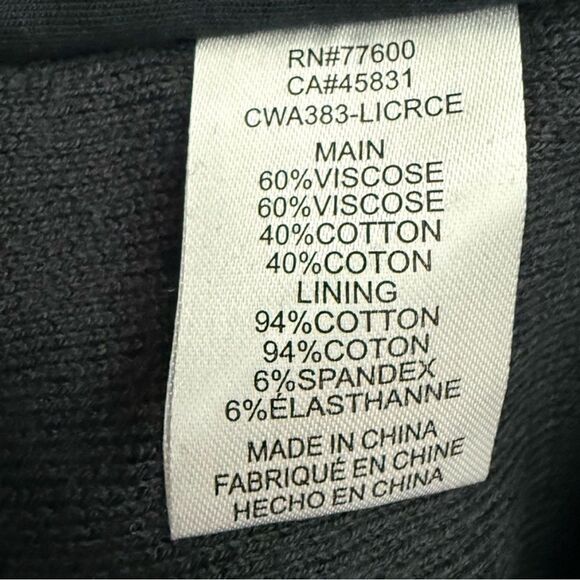 RN#77600
CA#45831
CWA383-LICRCE
MAIN
60%VISCOSE
60%VISCOSE
40%COTTON
40%COTON
LINING
94%COTTON
94%COTON
6%SPANDEX
6%ÉLASTHANNE
MADE IN CHINA
FABRIQUÉ EN CHINE
HECHO EN CHINA